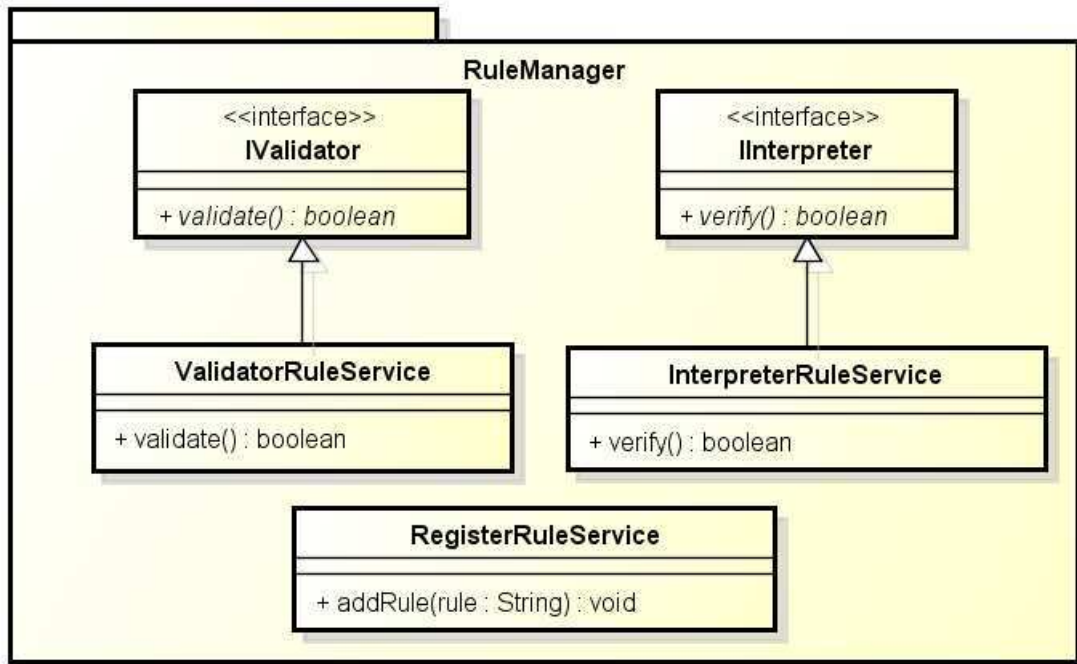 RuleManager
<<interface>>
IValidator
+ validate() : boolean
<<interface>>
IInterpreter
+ verify() : boolean
ValidatorRuleService
+ validate() : boolean
InterpreterRuleService
+ verify() : boolean
RegisterRuleService
+ addRule(rule : String) : void